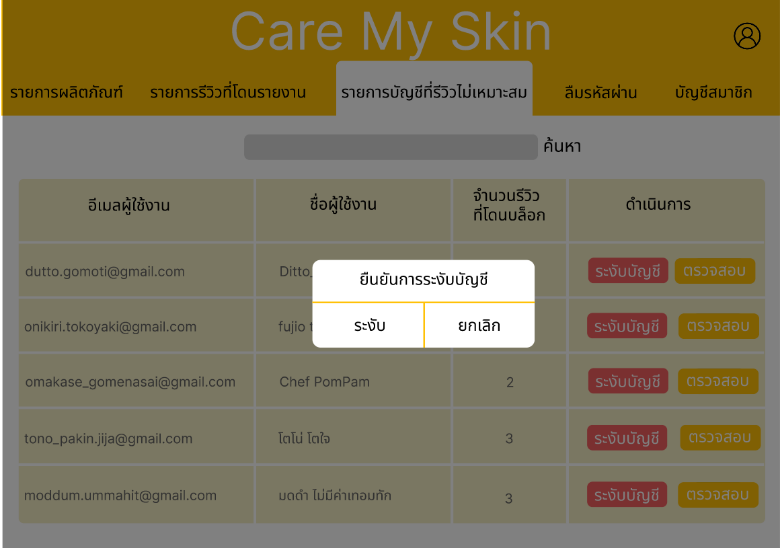 Care My Skin
รายการผลิตภัณฑ์ รายการรีวิวที่โดนรายงาน รายการบัญชีที่รีวิวไม่เหมาะสม ลืมรหัสผ่าน บัญชีสมาชิก
ค้นหา
อีเมลผู้ใช้งาน ชื่อผู้ใช้งาน จำนวนรีวิว ดำเนินการ
ที่โดนบล็อก
dutto.gomoti@gmail.com ระงับบัญชี ตรวจสอบ
ยืนยันการระงับบัญชี
onikiri.tokoyaki@gmail.com fujio ระงับบัญชี ตรวจสอบ
ระงับ ยกเลิก
omakase_gomenasai@gmail.com Chef PomPam 2 ระงับบัญชี ตรวจสอบ
tono_pakin.jija@gmail.com โตโน่ โตใจ 3 ระงับบัญชี ตรวจสอบ
moddum.ummahit@gmail.com มดดำ ไม่มีค่าเทอมทัก 3 ระงับบัญชี ตรวจสอบ